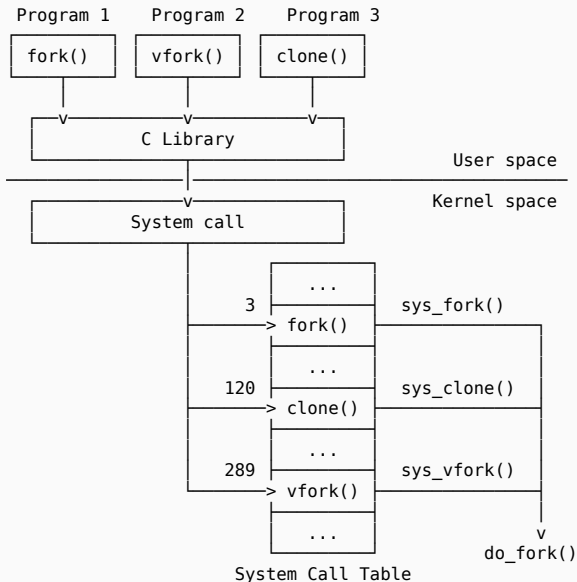 Program 1 Program 2 Program 3
fork() vfork() clone()
C Library
User space
Kernel space
System call
...
3 sys_fork()
fork()
...
120 sys_clone()
clone()
...
289 sys_vfork()
vfork()
...
do_fork()
System Call Table